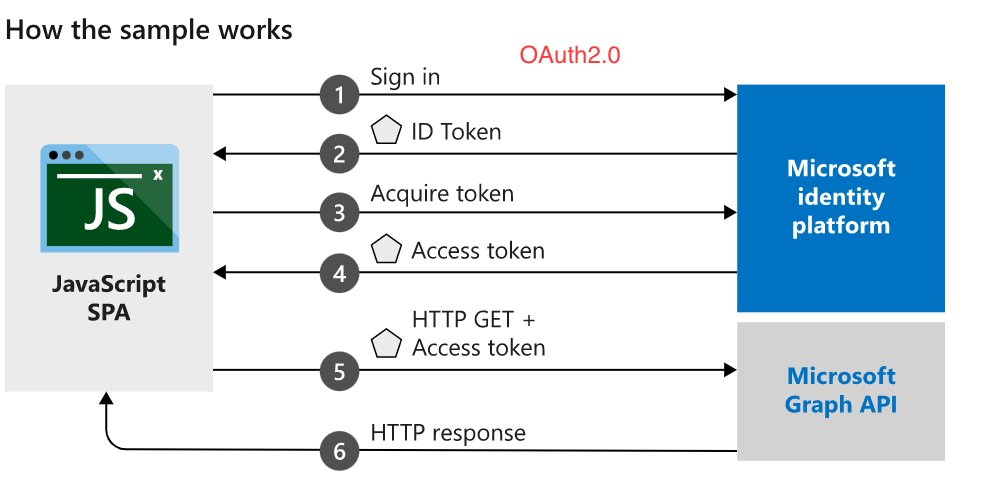 How the sample works
OAuth2.0
1 Sign in
2 ID Token
3 Acquire token
4 Access token
5 HTTP GET +
Access token
6 HTTP response
x
JS
JavaScript
SPA
Microsoft
identity
platform
Microsoft
Graph API